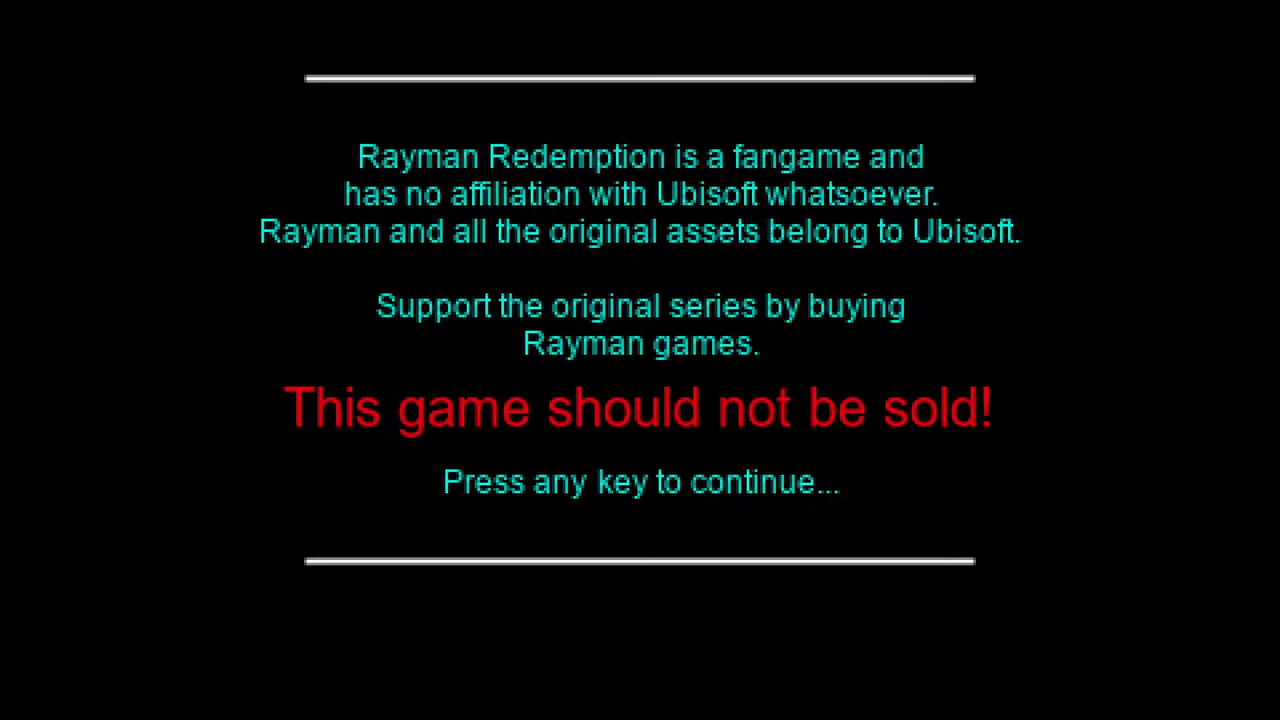 Rayman Redemption is a fangame and
has no affiliation with Ubisoft whatsoever.
Rayman and all the original assets belong to Ubisoft.
Support the original series by buying
Rayman games.
This game should not be sold!
Press any key to continue...